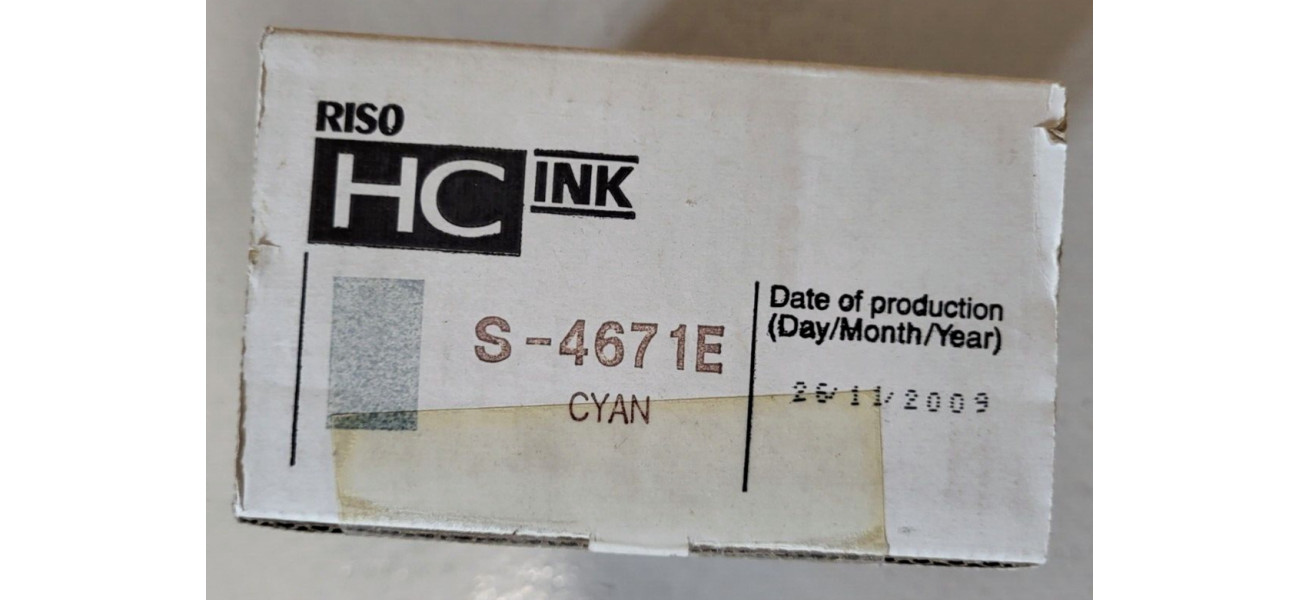 RISO
HC INK
S-4671E
CYAN
Date of production
(Day/Month/Year)
26/11/2009